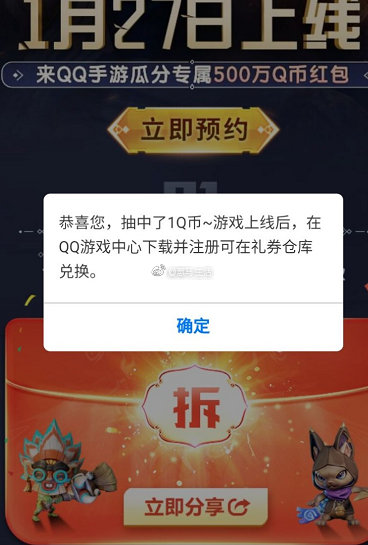 1月27日上线
来QQ手游瓜分专属500万Q币红包
立即预约
恭喜您，抽中了1Q币~游戏上线后，在
QQ游戏中心下载并注册可在礼券仓库
兑换。
确定
拆
立即分享